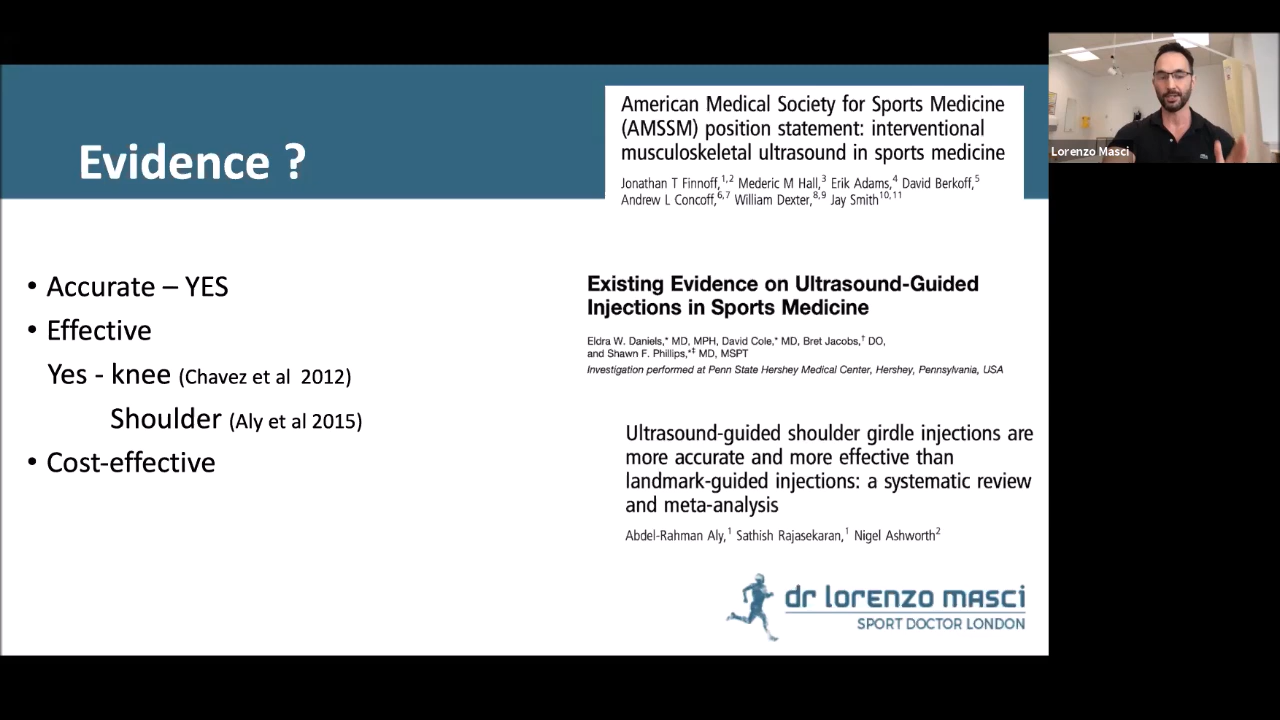 Evidence ?
American Medical Society for Sports Medicine
(AMSSM) position statement: interventional
musculoskeletal ultrasound in sports medicine
Jonathan T Finnoff,1,2 Mederic M Hall,3 Erik Adams,4 David Berkoff,5
Andrew L Concoff,6,7 William Dexter,8,9 Jay Smith10,11
Lorenzo Masci
• Accurate – YES
• Effective
Yes - knee (Chavez et al 2012)
Shoulder (Aly et al 2015)
• Cost-effective
Existing Evidence on Ultrasound-Guided
Injections in Sports Medicine
Eldra W. Daniels,* MD, MPH, David Cole,* MD, Bret Jacobs,† DO,
and Shawn F. Phillips,*‡ MD, MSPT
Investigation performed at Penn State Hershey Medical Center, Hershey, Pennsylvania, USA
Ultrasound-guided shoulder girdle injections are
more accurate and more effective than
landmark-guided injections: a systematic review
and meta-analysis
Abdel-Rahman Aly,1 Sathish Rajasekaran,1 Nigel Ashworth2
dr lorenzo masci
SPORT DOCTOR LONDON